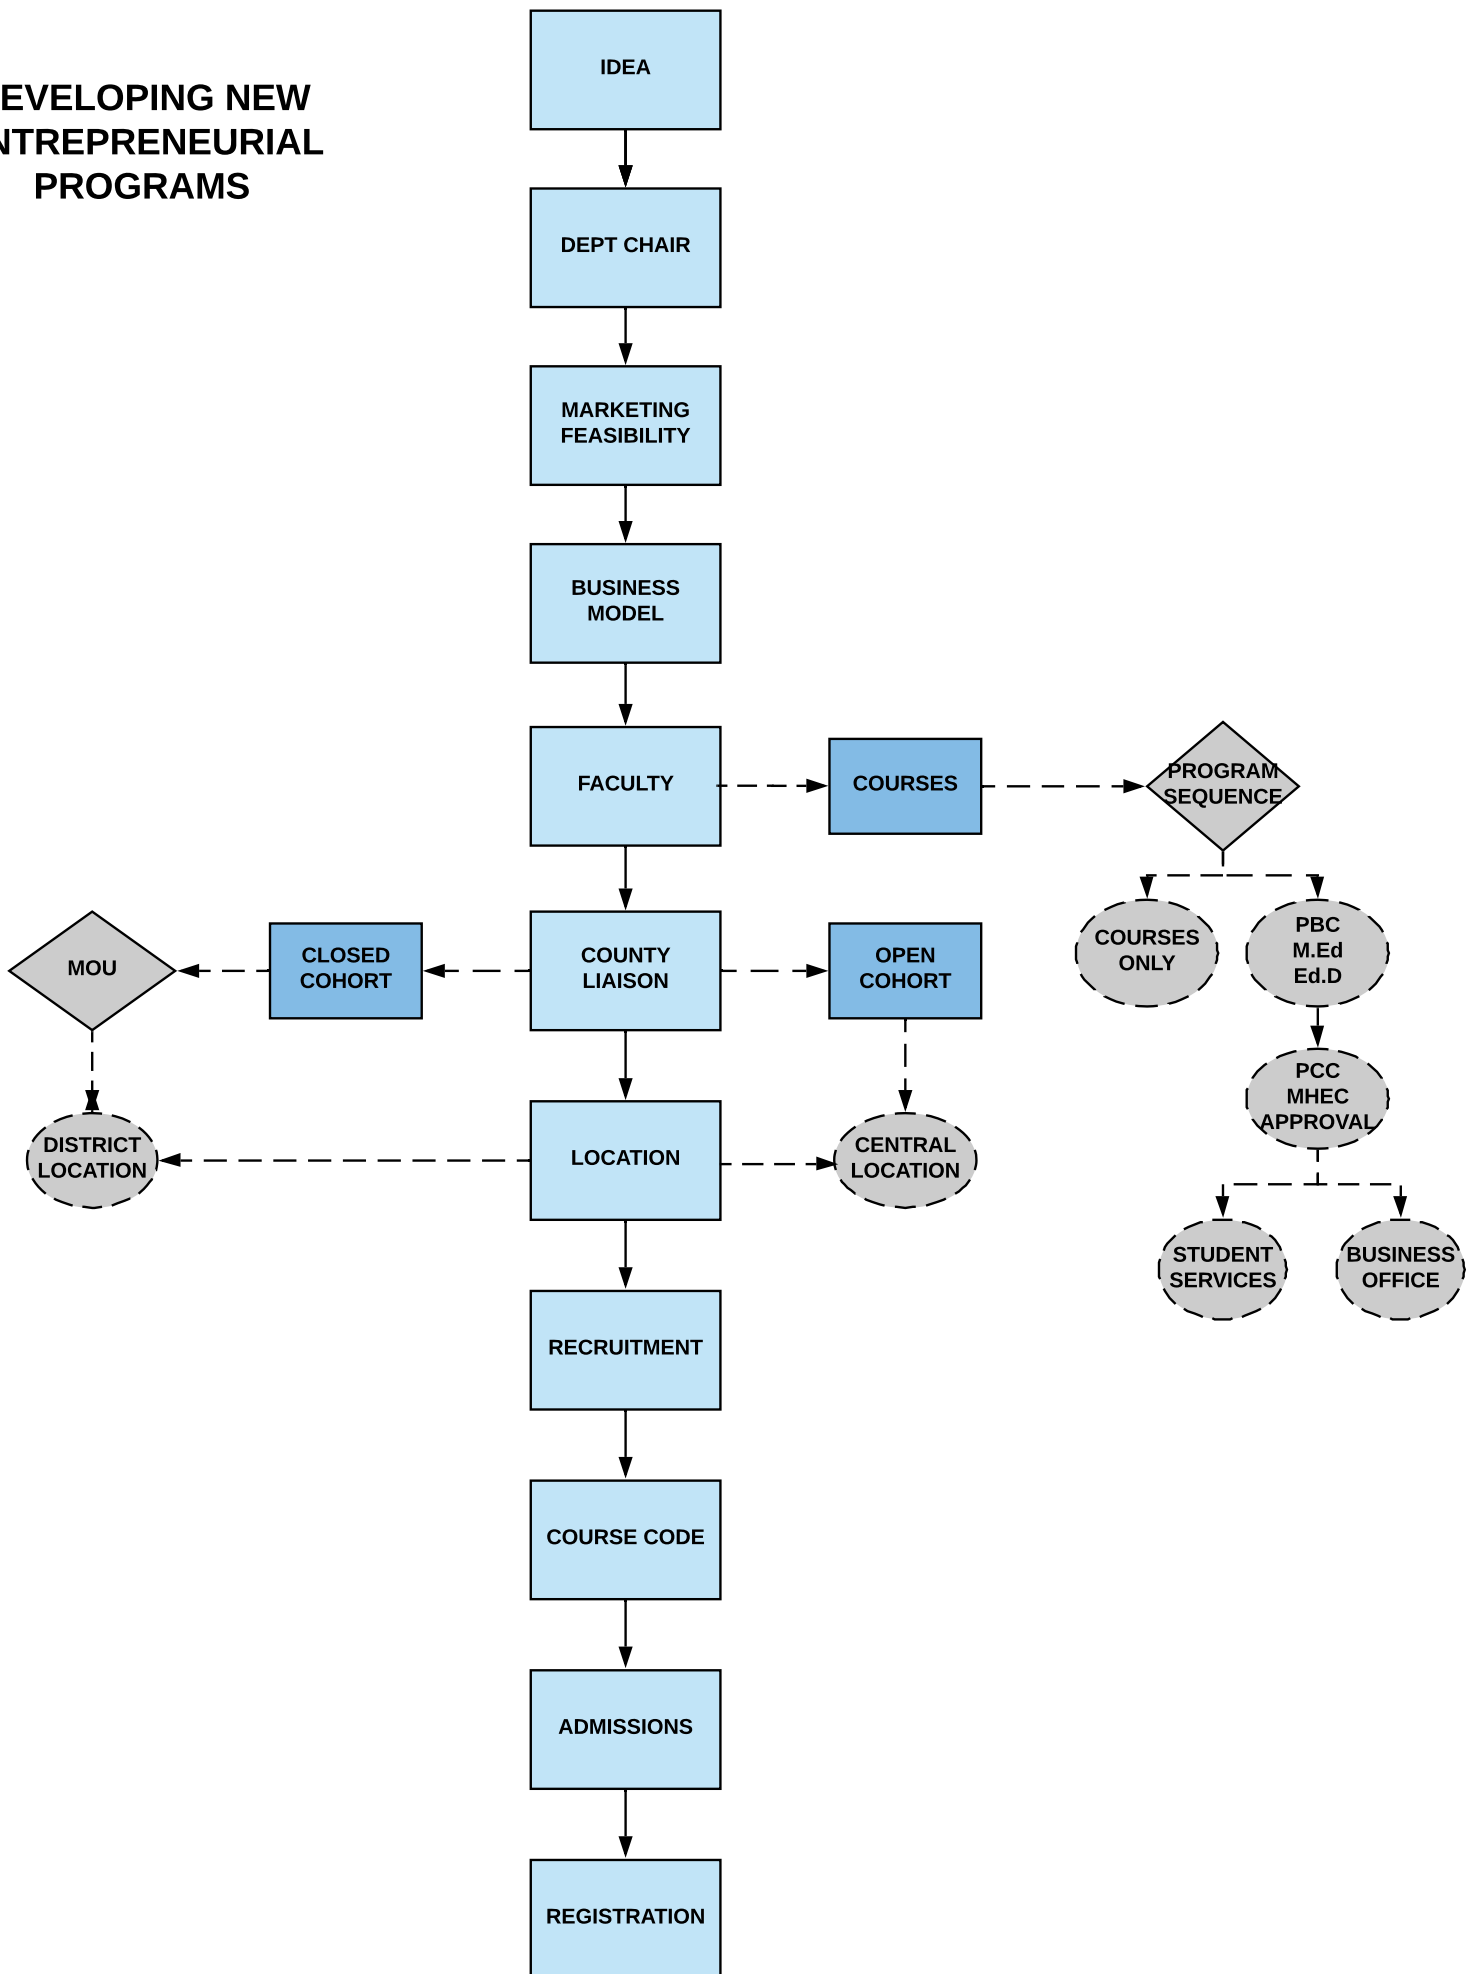 IDEA
EVELOPING NEW
NTREPRENEURIAL
PROGRAMS
DEPT CHAIR
MARKETING
FEASIBILITY
BUSINESS
MODEL
FACULTY
COURSES
PROGRAM
SEQUENCE
COURSES
ONLY
PBC
M.Ed
Ed.D
MOU
CLOSED
COHORT
COUNTY
LIAISON
OPEN
COHORT
PCC
MHEC
APPROVAL
DISTRICT
LOCATION
LOCATION
CENTRAL
LOCATION
STUDENT
SERVICES
BUSINESS
OFFICE
RECRUITMENT
COURSE CODE
ADMISSIONS
REGISTRATION